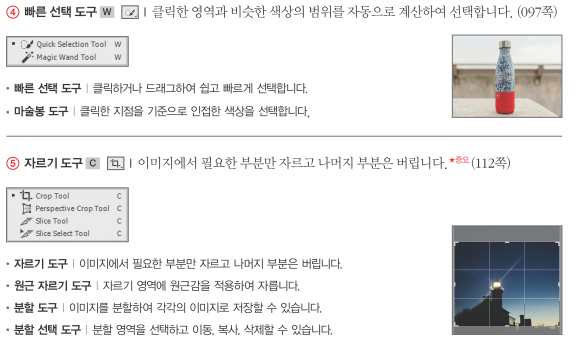 ④ 빠른 선택 도구 W | 클릭한 영역과 비슷한 색상의 범위를 자동으로 계산하여 선택합니다. (097쪽)
Quick Selection Tool W
Magic Wand Tool W
• 빠른 선택 도구 | 클릭하거나 드래그하여 쉽고 빠르게 선택합니다.
• 마술봉 도구 | 클릭한 지점을 기준으로 인접한 색상을 선택합니다.
⑤ 자르기 도구 C | 이미지에서 필요한 부분만 자르고 나머지 부분은 버립니다. *중요 (112쪽)
Crop Tool C
Perspective Crop Tool C
Slice Tool C
Slice Select Tool C
• 자르기 도구 | 이미지에서 필요한 부분만 자르고 나머지 부분은 버립니다.
• 원근 자르기 도구 | 자르기 영역에 원근감을 적용하여 자릅니다.
• 분할 도구 | 이미지를 분할하여 각각의 이미지로 저장할 수 있습니다.
• 분할 선택 도구 | 분할 영역을 선택하고 이동, 복사, 삭제할 수 있습니다.